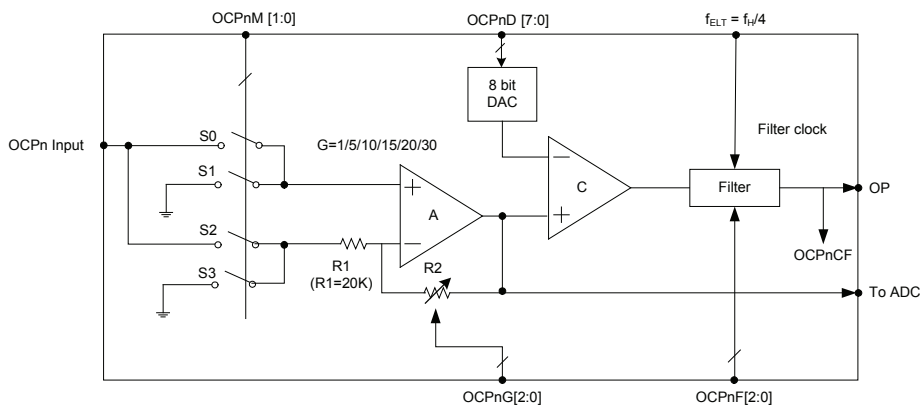 OCPnM [1:0]
OCPnD [7:0]
fELT = fH/4
8 bit
DAC
S0
OCPn Input
G=1/5/10/15/20/30
Filter clock
S1
+
−
A
C
−
+
Filter
OP
S2
R1
(R1=20K)
R2
OCPnCF
S3
To ADC
OCPnG[2:0]
OCPnF[2:0]